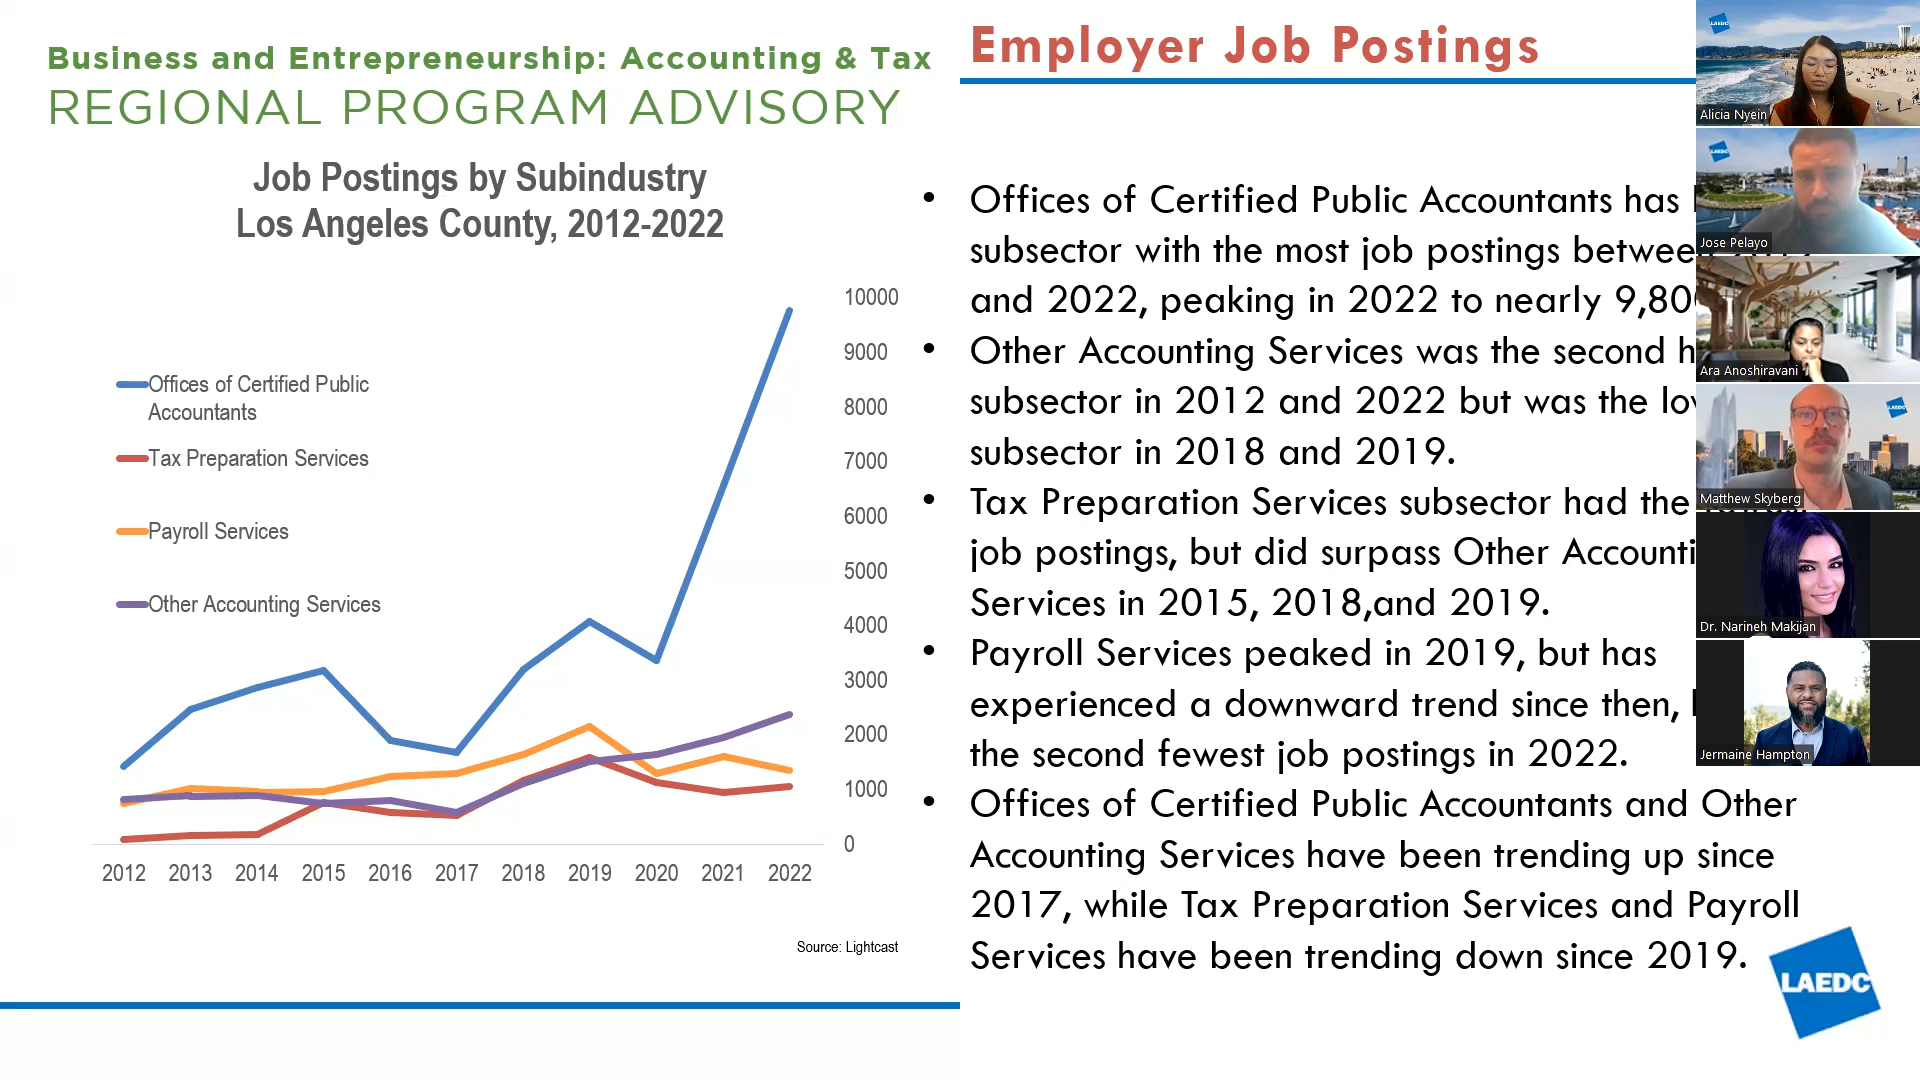 Business and Entrepreneurship: Accounting & Tax
REGIONAL PROGRAM ADVISORY
Job Postings by Subindustry
Los Angeles County, 2012-2022
10000
9000
8000
7000
6000
5000
4000
3000
2000
1000
0
Offices of Certified Public
Accountants
Tax Preparation Services
Payroll Services
Other Accounting Services
2012 2013 2014 2015 2016 2017 2018 2019 2020 2021 2022
Source: Lightcast
Employer Job Postings
• Offices of Certified Public Accountants has
subsector with the most job postings
and 2022, peaking in 2022 to nearly
• Other Accounting Services was the second
subsector in 2012 and 2022 but was the
subsector in 2018 and 2019.
• Tax Preparation Services subsector had the
job postings, but did surpass Other
Services in 2015, 2018,and 2019.
• Payroll Services peaked in 2019, but has
experienced a downward trend since then,
the second fewest job postings in 2022.
• Offices of Certified Public Accountants and Other
Accounting Services have been trending up since
2017, while Tax Preparation Services and Payroll
Services have been trending down since 2019.
LAEDC
LAEDC
Alicia Nyein
LAEDC
Jose Pelayo
Ara Anoshiravani
LAEDC
Matthew Skyberg
Dr. Narineh Makijan
Jermaine Hampton